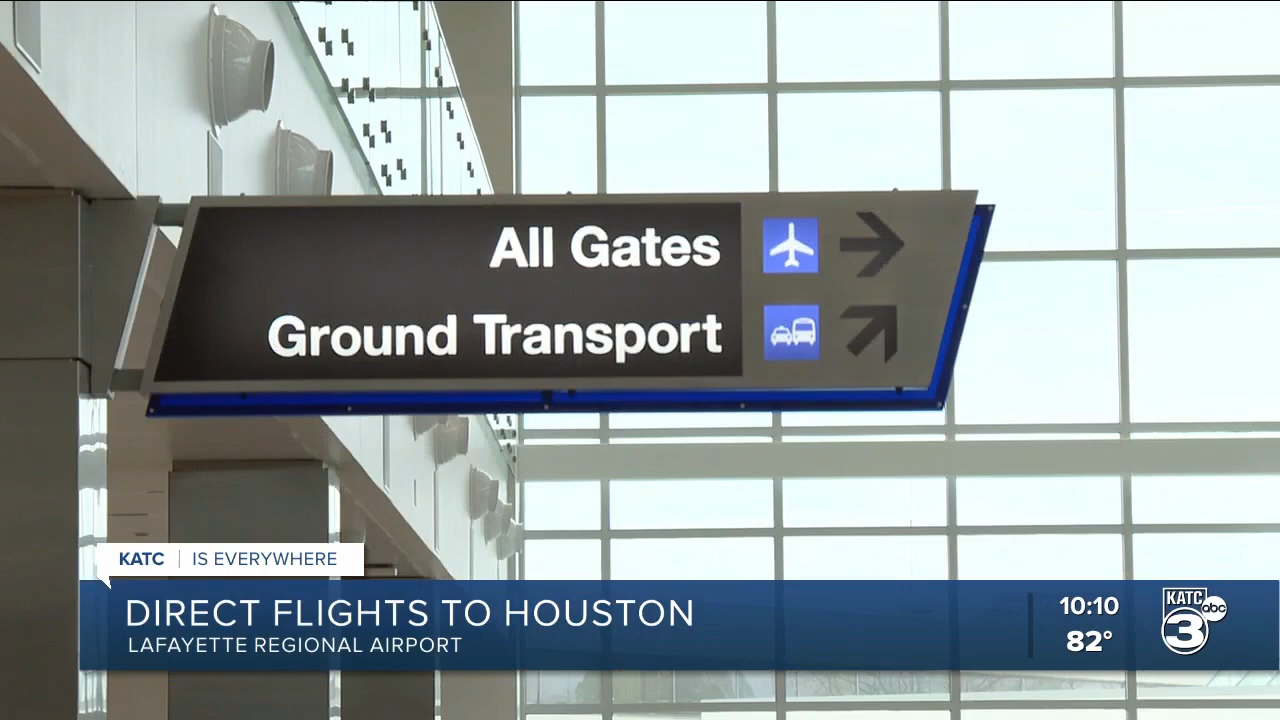 All Gates
Ground Transport
KATC IS EVERYWHERE
DIRECT FLIGHTS TO HOUSTON
LAFAYETTE REGIONAL AIRPORT
10:10
82°
KATC
abc
3